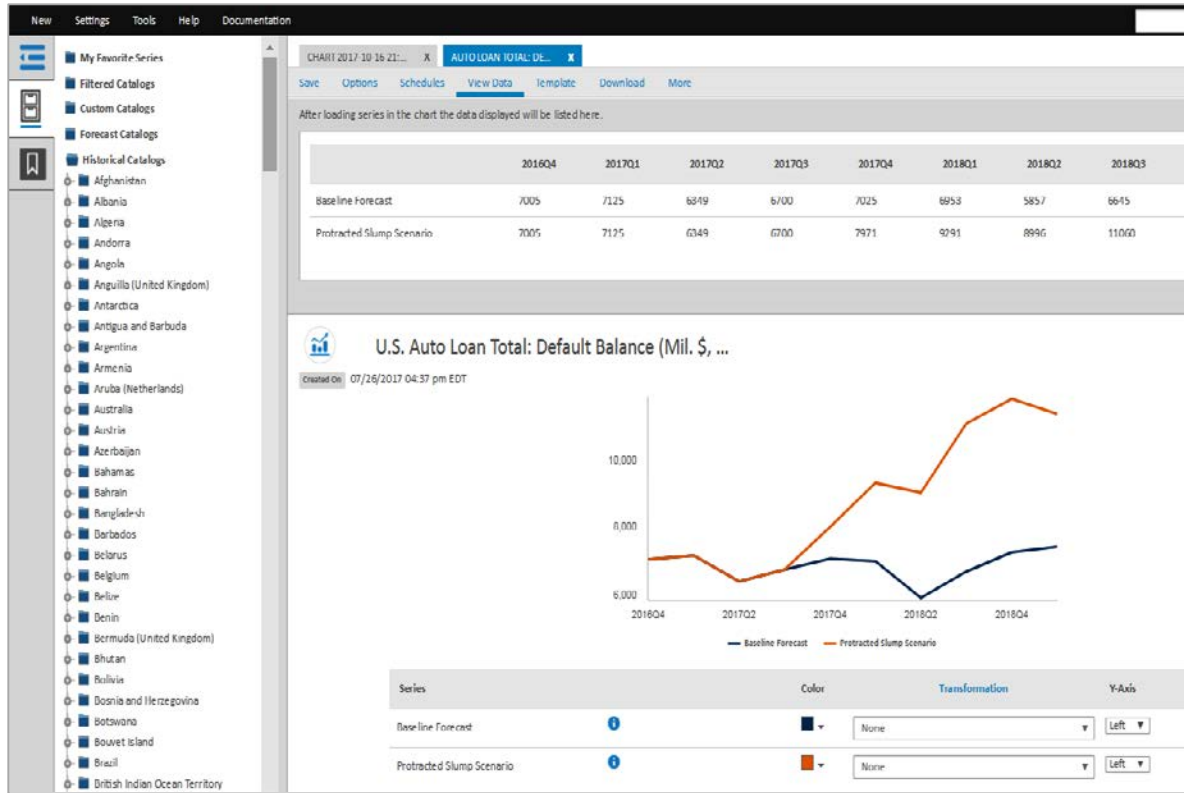 New Settings Tools Help Documentation
My Favorite Series
Filtered Catalogs
Custom Catalogs
Forecast Catalogs
Historical Catalogs
Afghanistan
Albania
Algeria
Andorra
Angola
Anguilla (United Kingdom)
Antarctica
Antigua and Barbuda
Argentina
Armenia
Aruba (Netherlands)
Australia
Austria
Azerbaijan
Bahamas
Bahrain
Bangladesh
Barbados
Belarus
Belgium
Belize
Benin
Bermuda (United Kingdom)
Bhutan
Bolivia
Bosnia and Herzegovina
Botswana
Bouvet Island
Brazil
British Indian Ocean Territory
CHART 2017-10-16 21:... X AUTO LOAN TOTAL: DE... X
Save Options Schedules View Data Template Download More
After loading series in the chart the data displayed will be listed here.
2016Q4 2017Q1 2017Q2 2017Q3 2017Q4 2018Q1 2018Q2 2018Q3
Baseline Forecast 7005 7125 6349 6700 7025 6953 5857 6645
Protracted Slump Scenario 7005 7125 6349 6700 7971 9291 8996 11060
U.S. Auto Loan Total: Default Balance (Mil. $, ...
Created On 07/26/2017 04:37 pm EDT
10,000
8,000
6,000
2016Q4 2017Q2 2017Q4 2018Q2 2018Q4
Baseline Forecast Protracted Slump Scenario
Series Color Transformation Y-Axis
Baseline Forecast None Left
Protracted Slump Scenario None Left